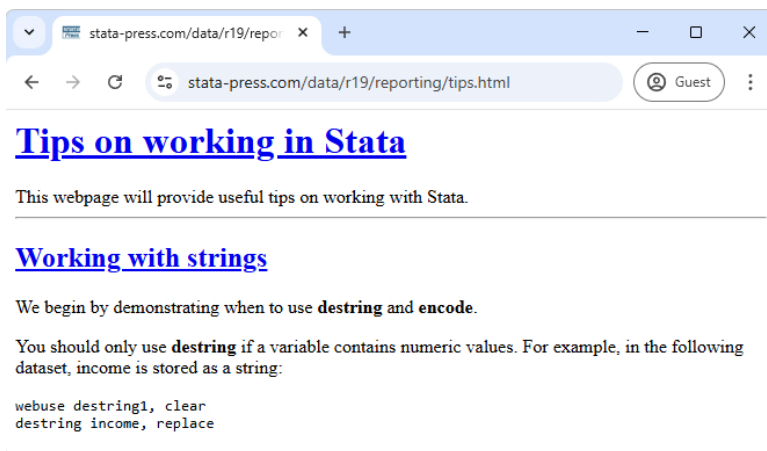 stata-press.com/data/r19/repor
stata-press.com/data/r19/reporting/tips.html
Guest
Tips on working in Stata
This webpage will provide useful tips on working with Stata.
Working with strings
We begin by demonstrating when to use destring and encode.
You should only use destring if a variable contains numeric values. For example, in the following
dataset, income is stored as a string:
webuse destring1, clear
destring income, replace